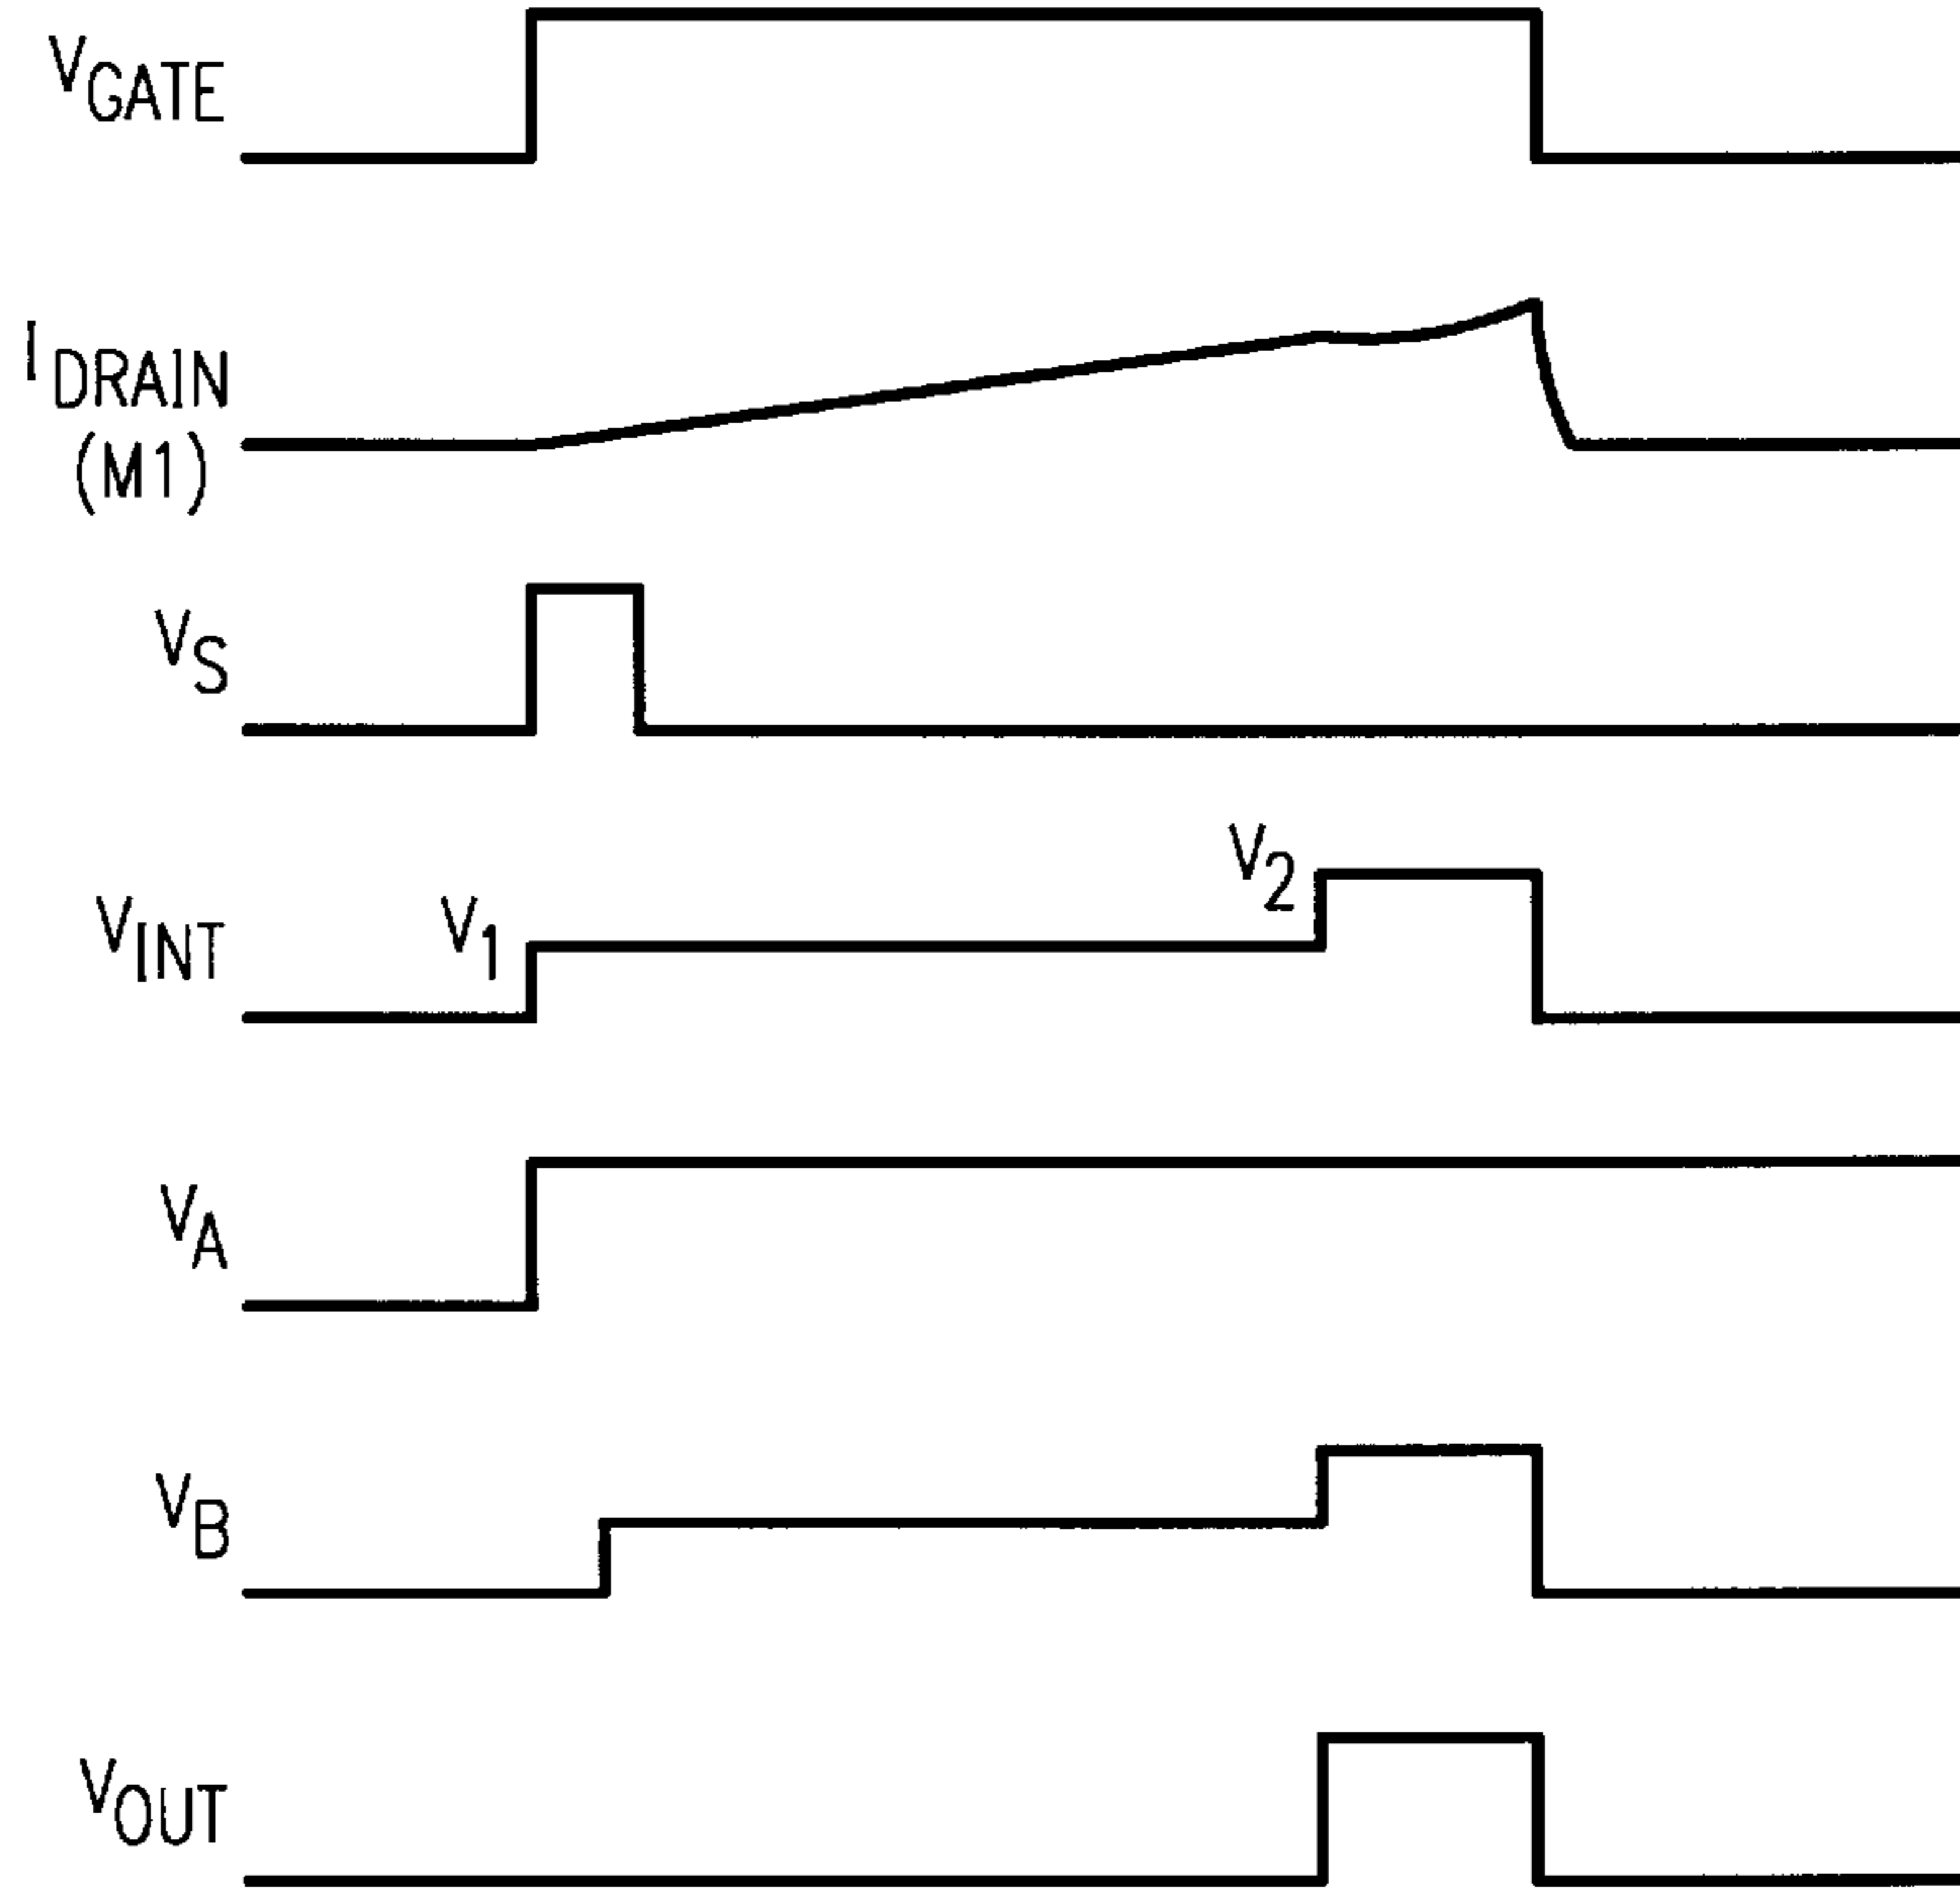 VGATE
IDRAIN
(M1)
VS
V2
VINT V1
VA
VB
VOUT